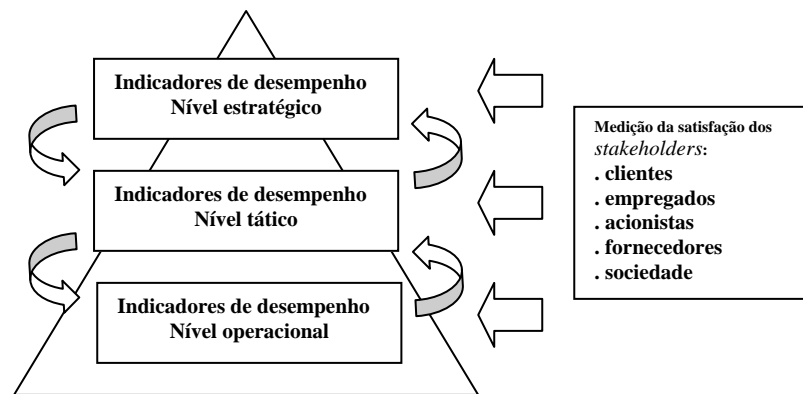 Indicadores de desempenho
Nível estratégico
Indicadores de desempenho
Nível tático
Indicadores de desempenho
Nível operacional
Medição da satisfação dos
stakeholders:
. clientes
. empregados
. acionistas
. fornecedores
. sociedade